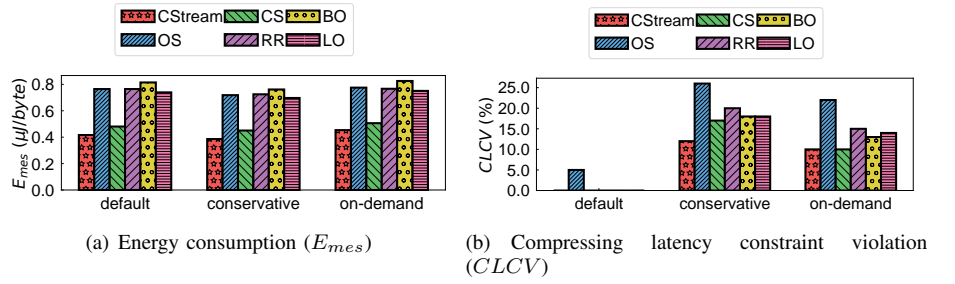 CStream CS BO
OS RR LO
E_mes (μJ/byte)
0.8
0.6
0.4
0.2
0.0
default conservative on-demand
(a) Energy consumption (E_mes)
CStream CS BO
OS RR LO
CLCV (%)
25.0
20.0
15.0
10.0
5.0
0.0
default conservative on-demand
(b) Compressing latency constraint violation
(CLCV)